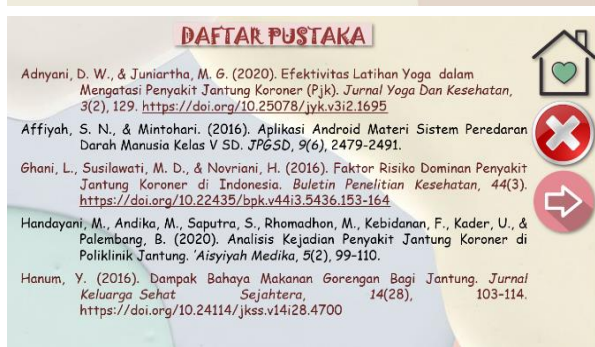 DAFTAR PUSTAKA
Adnyani, D. W., & Juniartha, M. G. (2020). Efektivitas Latihan Yoga dalam
Mengatasi Penyakit Jantung Koroner (Pjk). Jurnal Yoga Dan Kesehatan,
3(2), 129. https://doi.org/10.25078/jyk.v3i2.1695
Affiyah, S. N., & Mintohari. (2016). Aplikasi Android Materi Sistem Peredaran
Darah Manusia Kelas V SD. JPGSD, 9(6), 2479-2491.
Ghani, L., Susilawati, M. D., & Novriani, H. (2016). Faktor Risiko Dominan Penyakit
Jantung Koroner di Indonesia. Buletin Penelitian Kesehatan, 44(3).
https://doi.org/10.22435/bpk.v44i3.5436.153-164
Handayani, M., Andika, M., Saputra, S., Rhomadhon, M., Kebidanan, F., Kader, U., &
Palembang, B. (2020). Analisis Kejadian Penyakit Jantung Koroner di
Poliklinik Jantung. 'Aisyiyah Medika, 5(2), 99–110.
Hanum, Y. (2016). Dampak Bahaya Makanan Gorengan Bagi Jantung. Jurnal
Keluarga Sehat Sejahtera, 14(28), 103–114.
https://doi.org/10.24114/jkss.v14i28.4700